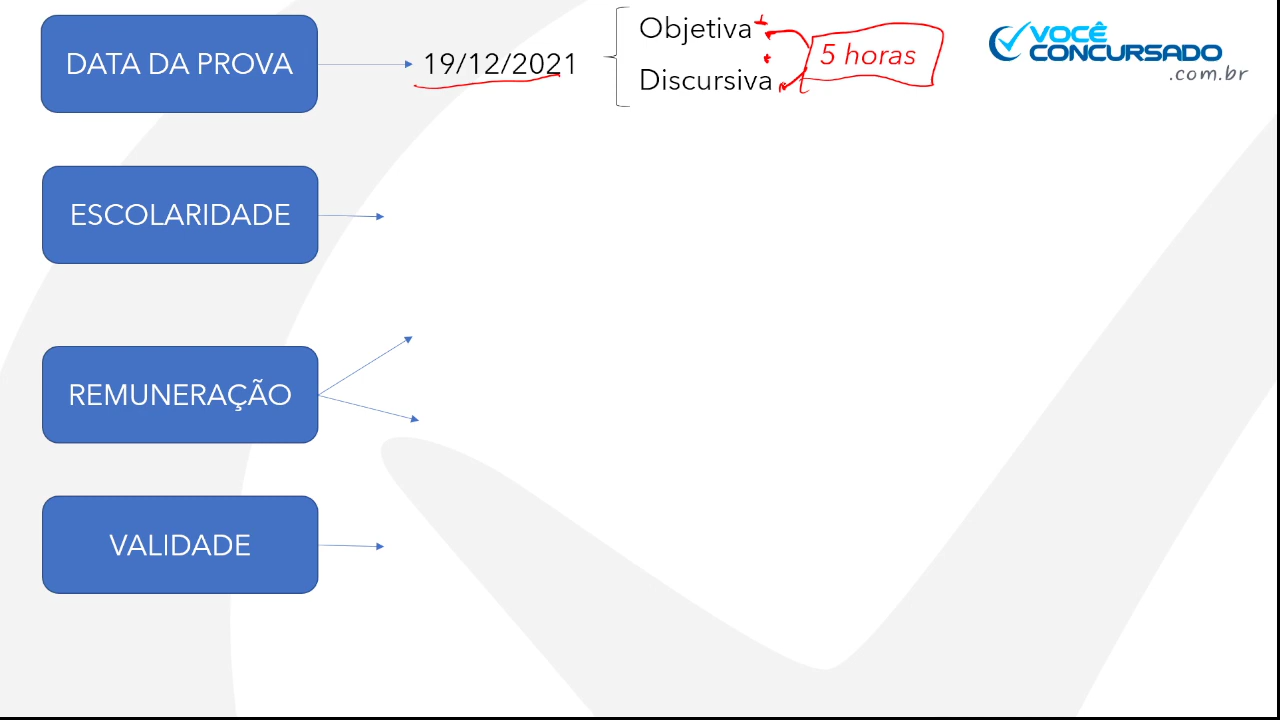 DATA DA PROVA
19/12/2021
Objetiva
Discursiva
5 horas
VOCÊ
CONCURSADO
.com.br
ESCOLARIDADE
REMUNERAÇÃO
VALIDADE